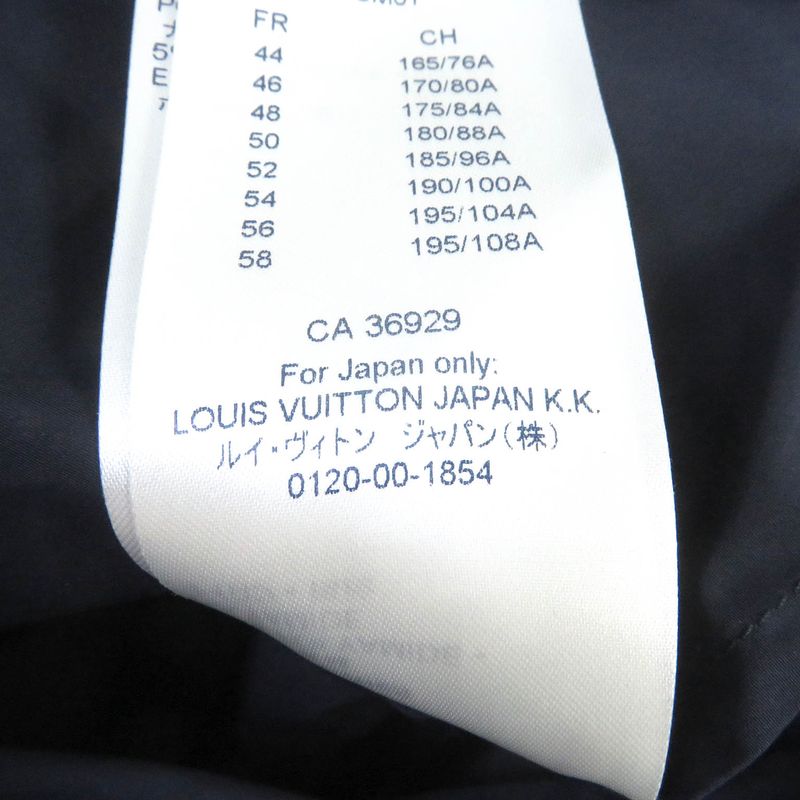 FR CH
44 165/76A
46 170/80A
48 175/84A
50 180/88A
52 185/96A
54 190/100A
56 195/104A
58 195/108A
CA 36929
For Japan only:
LOUIS VUITTON JAPAN K.K.
ルイ・ヴィトン ジャパン(株)
0120-00-1854